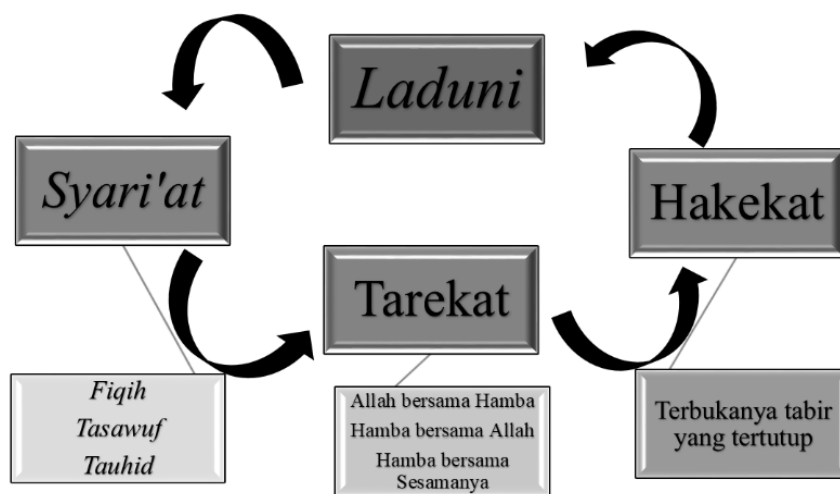 Laduni
Syari'at
Hakekat
Tarekat
Fiqih
Tasawuf
Tauhid
Allah bersama Hamba
Hamba bersama Allah
Hamba bersama
Sesamanya
Terbukanya tabir
yang tertutup